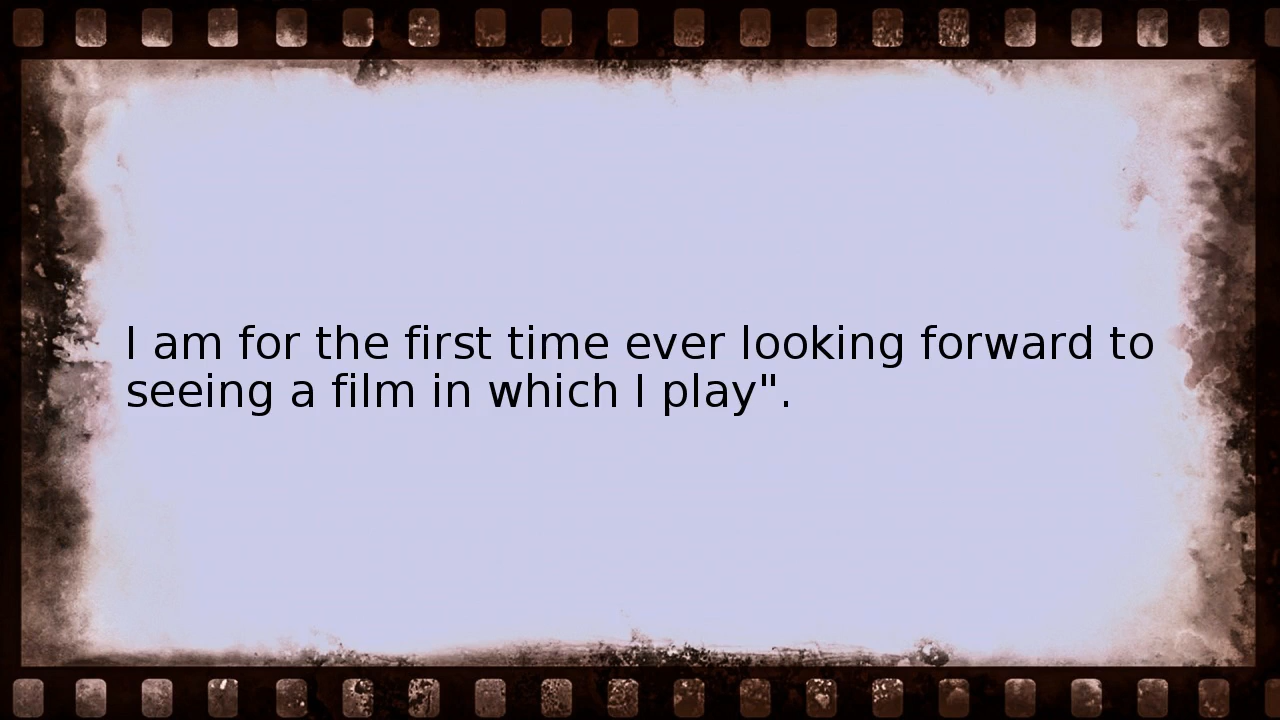 I am for the first time ever looking forward to
seeing a film in which I play".